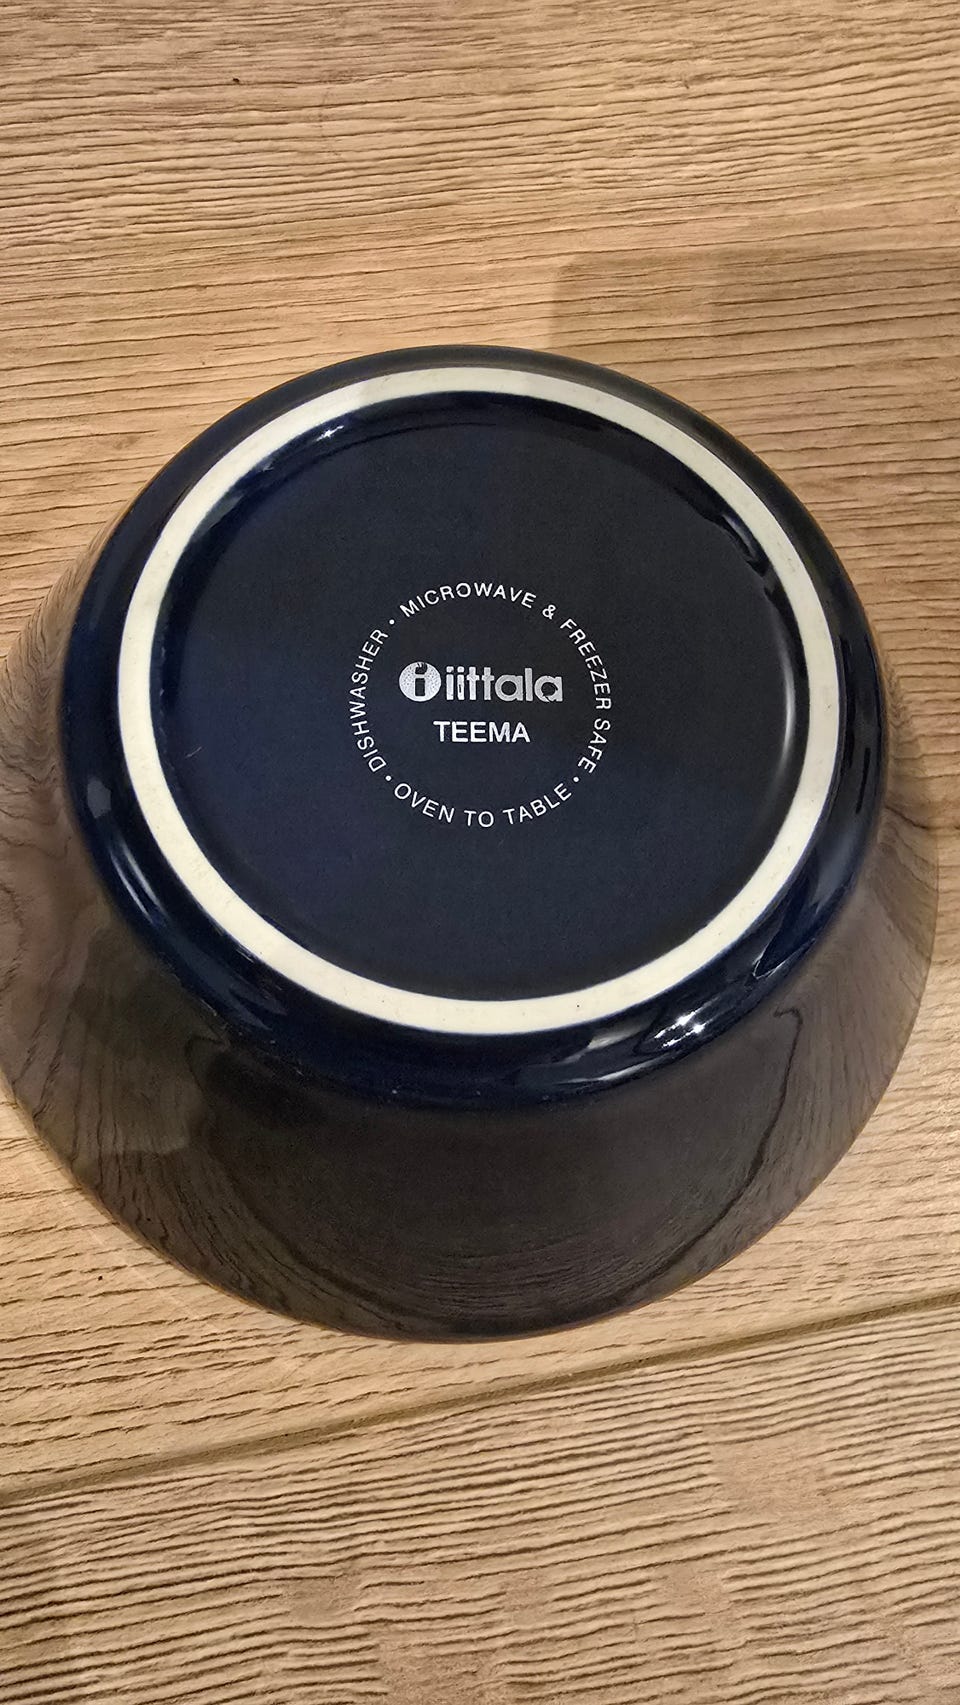 DISHWASHER • MICROWAVE & FREEZER SAFE • OVEN TO TABLE •
i iittala
TEEMA